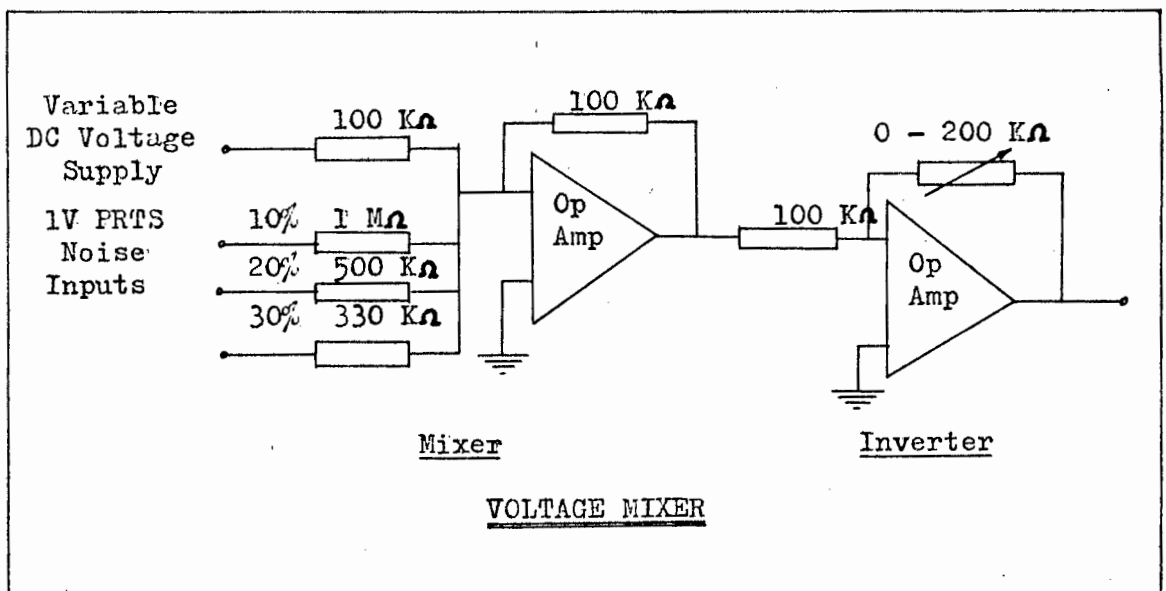 Variable
DC Voltage
Supply
100 KΩ
100 KΩ
0 - 200 KΩ
1V PRTS
Noise
Inputs
10% 1 MΩ
20% 500 KΩ
30% 330 KΩ
Op
Amp
100 KΩ
Op
Amp
Mixer
Inverter
VOLTAGE MIXER